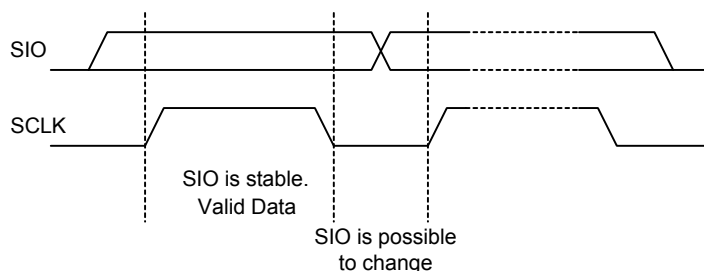 SIO
SCLK
SIO is stable.
Valid Data
SIO is possible
to change